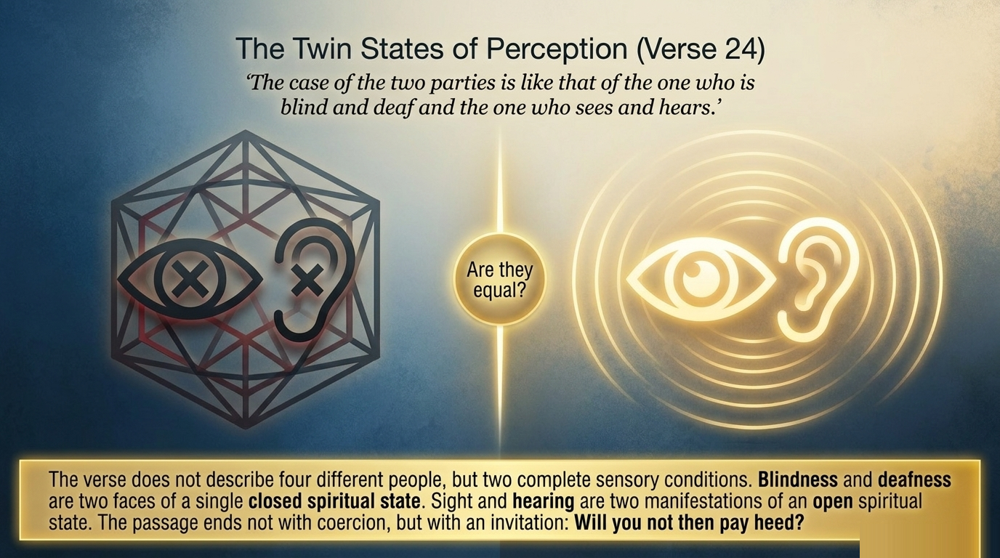 The Twin States of Perception (Verse 24)
‘The case of the two parties is like that of the one who is
blind and deaf and the one who sees and hears.’
Are they
equal?
The verse does not describe four different people, but two complete sensory conditions. Blindness and deafness
are two faces of a single closed spiritual state. Sight and hearing are two manifestations of an open spiritual
state. The passage ends not with coercion, but with an invitation: Will you not then pay heed?